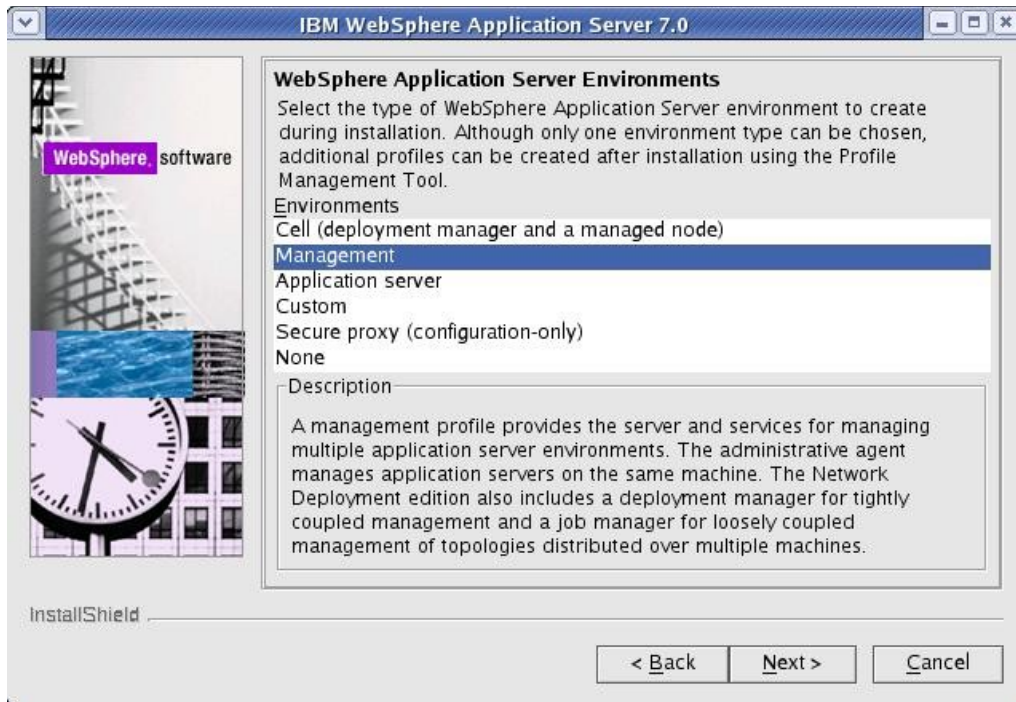 IBM WebSphere Application Server 7.0
WebSphere. software
WebSphere Application Server Environments
Select the type of WebSphere Application Server environment to create
during installation. Although only one environment type can be chosen,
additional profiles can be created after installation using the Profile
Management Tool.
Environments
Cell (deployment manager and a managed node)
Management
Application server
Custom
Secure proxy (configuration-only)
None
Description
A management profile provides the server and services for managing
multiple application server environments. The administrative agent
manages application servers on the same machine. The Network
Deployment edition also includes a deployment manager for tightly
coupled management and a job manager for loosely coupled
management of topologies distributed over multiple machines.
InstallShield
< Back
Next >
Cancel